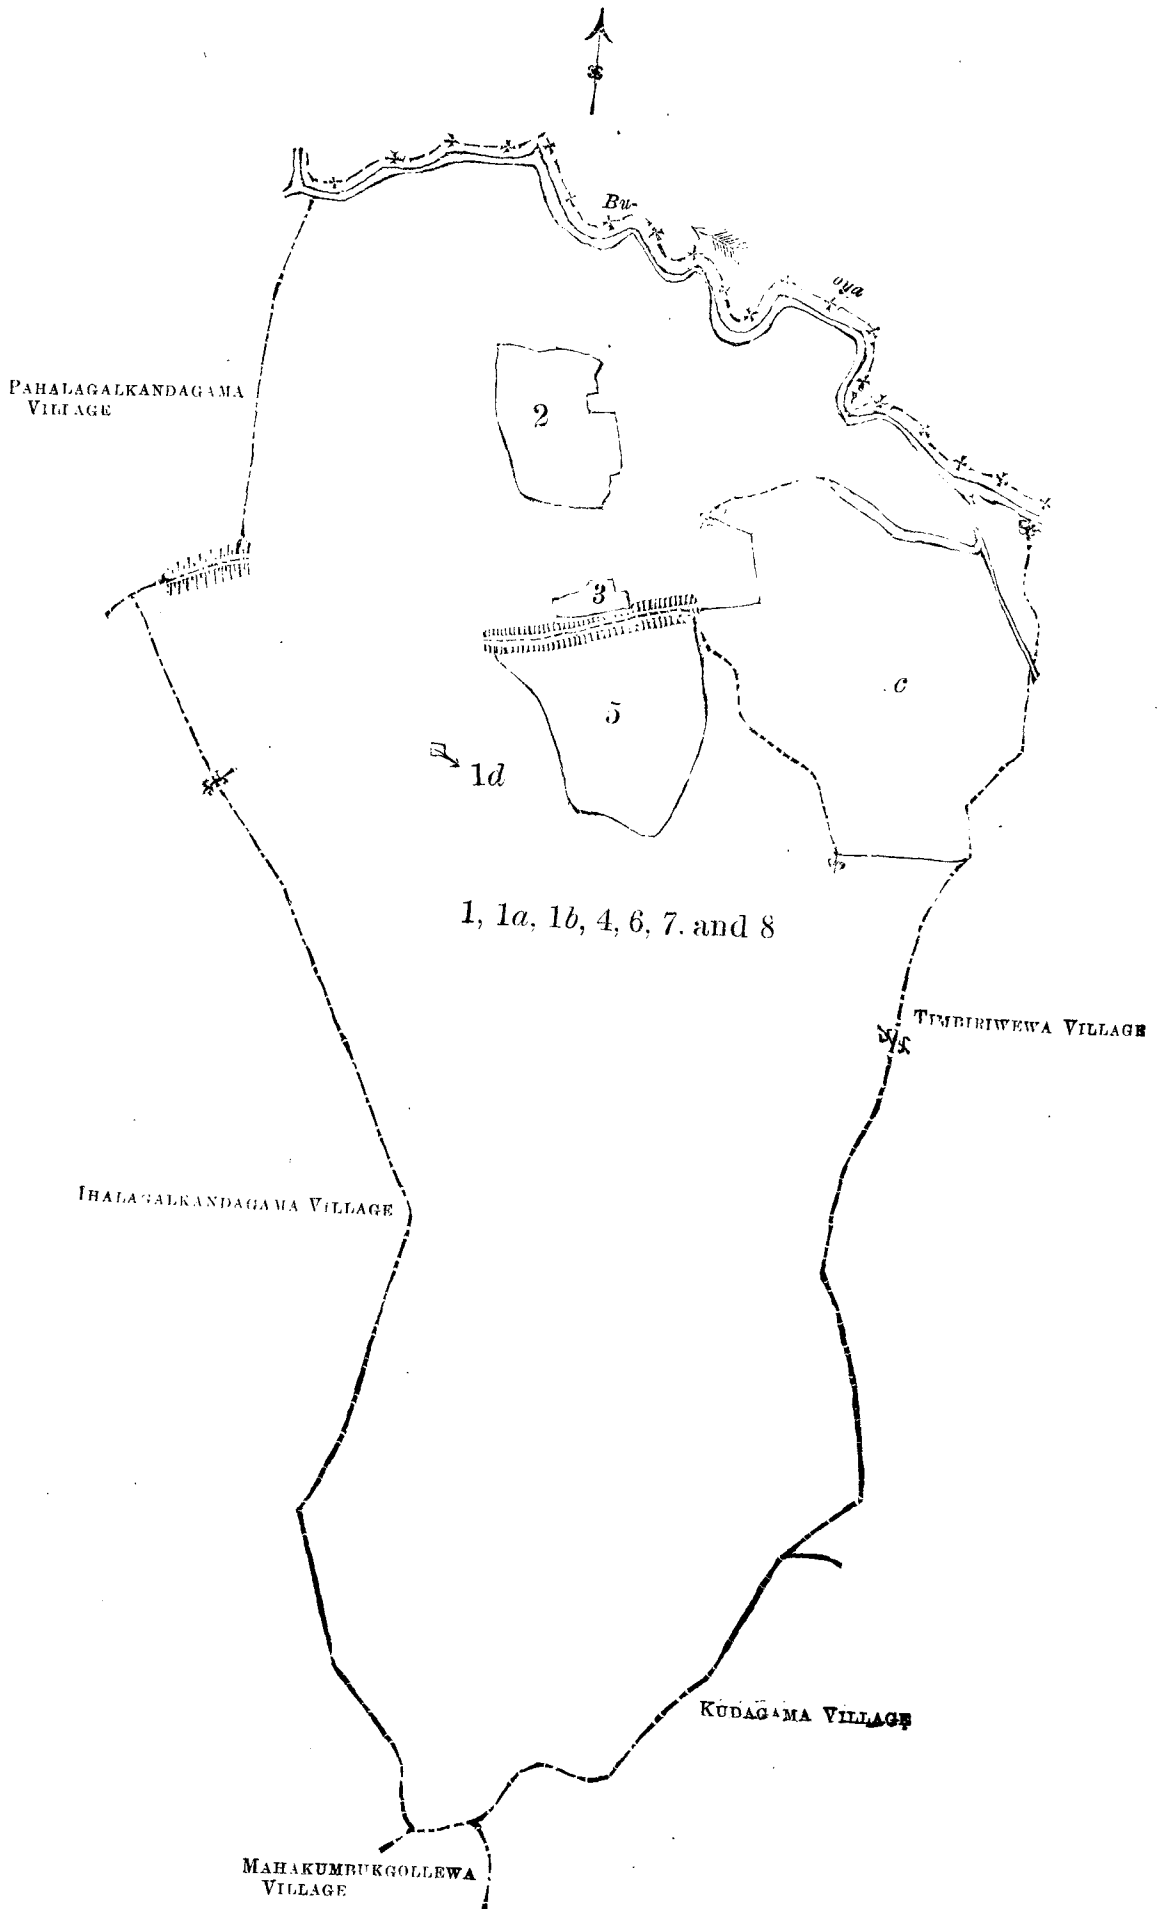 Bu-
oya
PAHALAGALKANDAGAMA
VILLAGE
2
3
c
5
1d
1, 1a, 1b, 4, 6, 7. and 8
TIMBIRIWEWA VILLAGE
IHALAGALKANDAGAMA VILLAGE
KUDAGAMA VILLAGE
MAHAKUMBUKGOLLEWA
VILLAGE